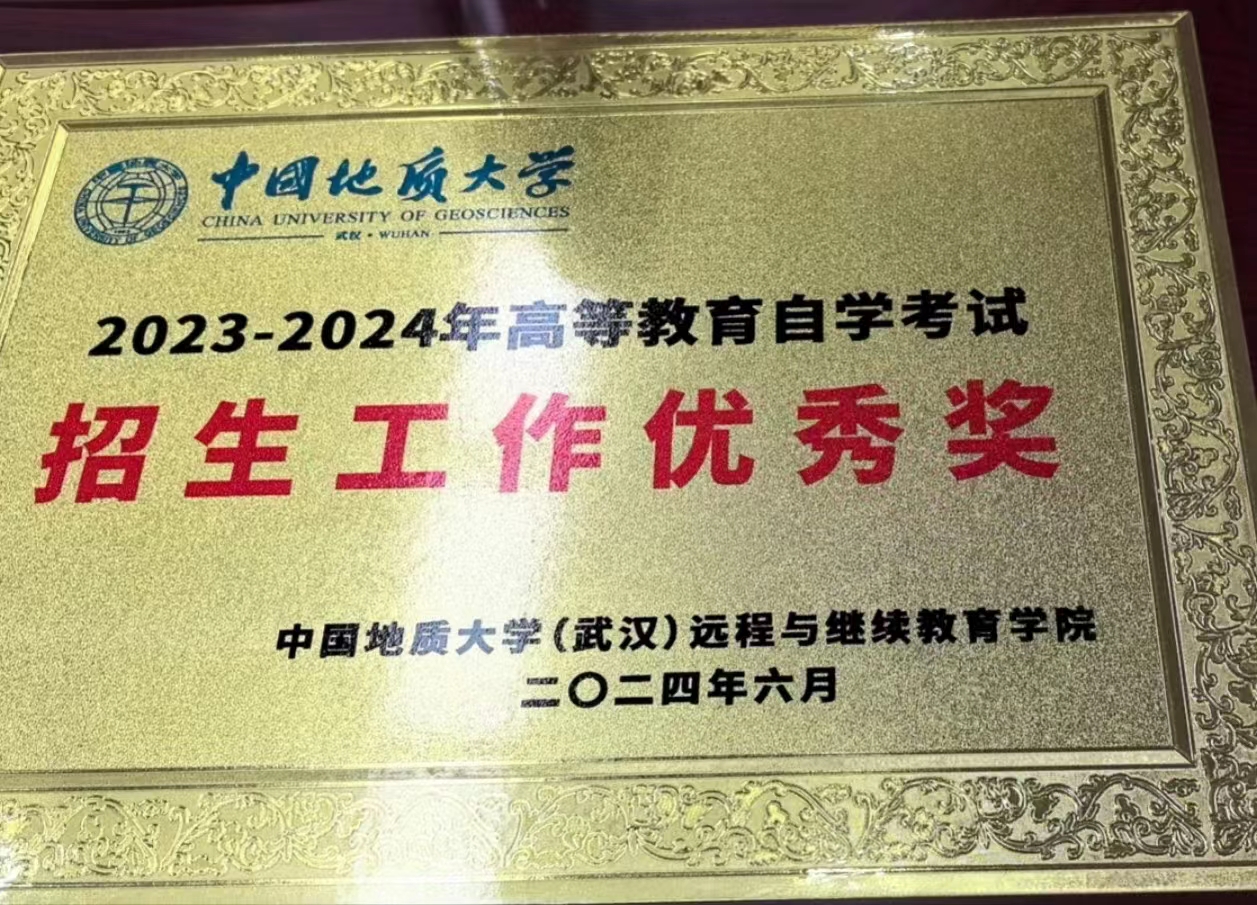 中国地质大学
CHINA UNIVERSITY OF GEOSCIENCES
武汉·WUHAN
2023-2024年高等教育自学考试
招生工作优秀奖
中国地质大学(武汉)远程与继续教育学院
二〇二四年六月